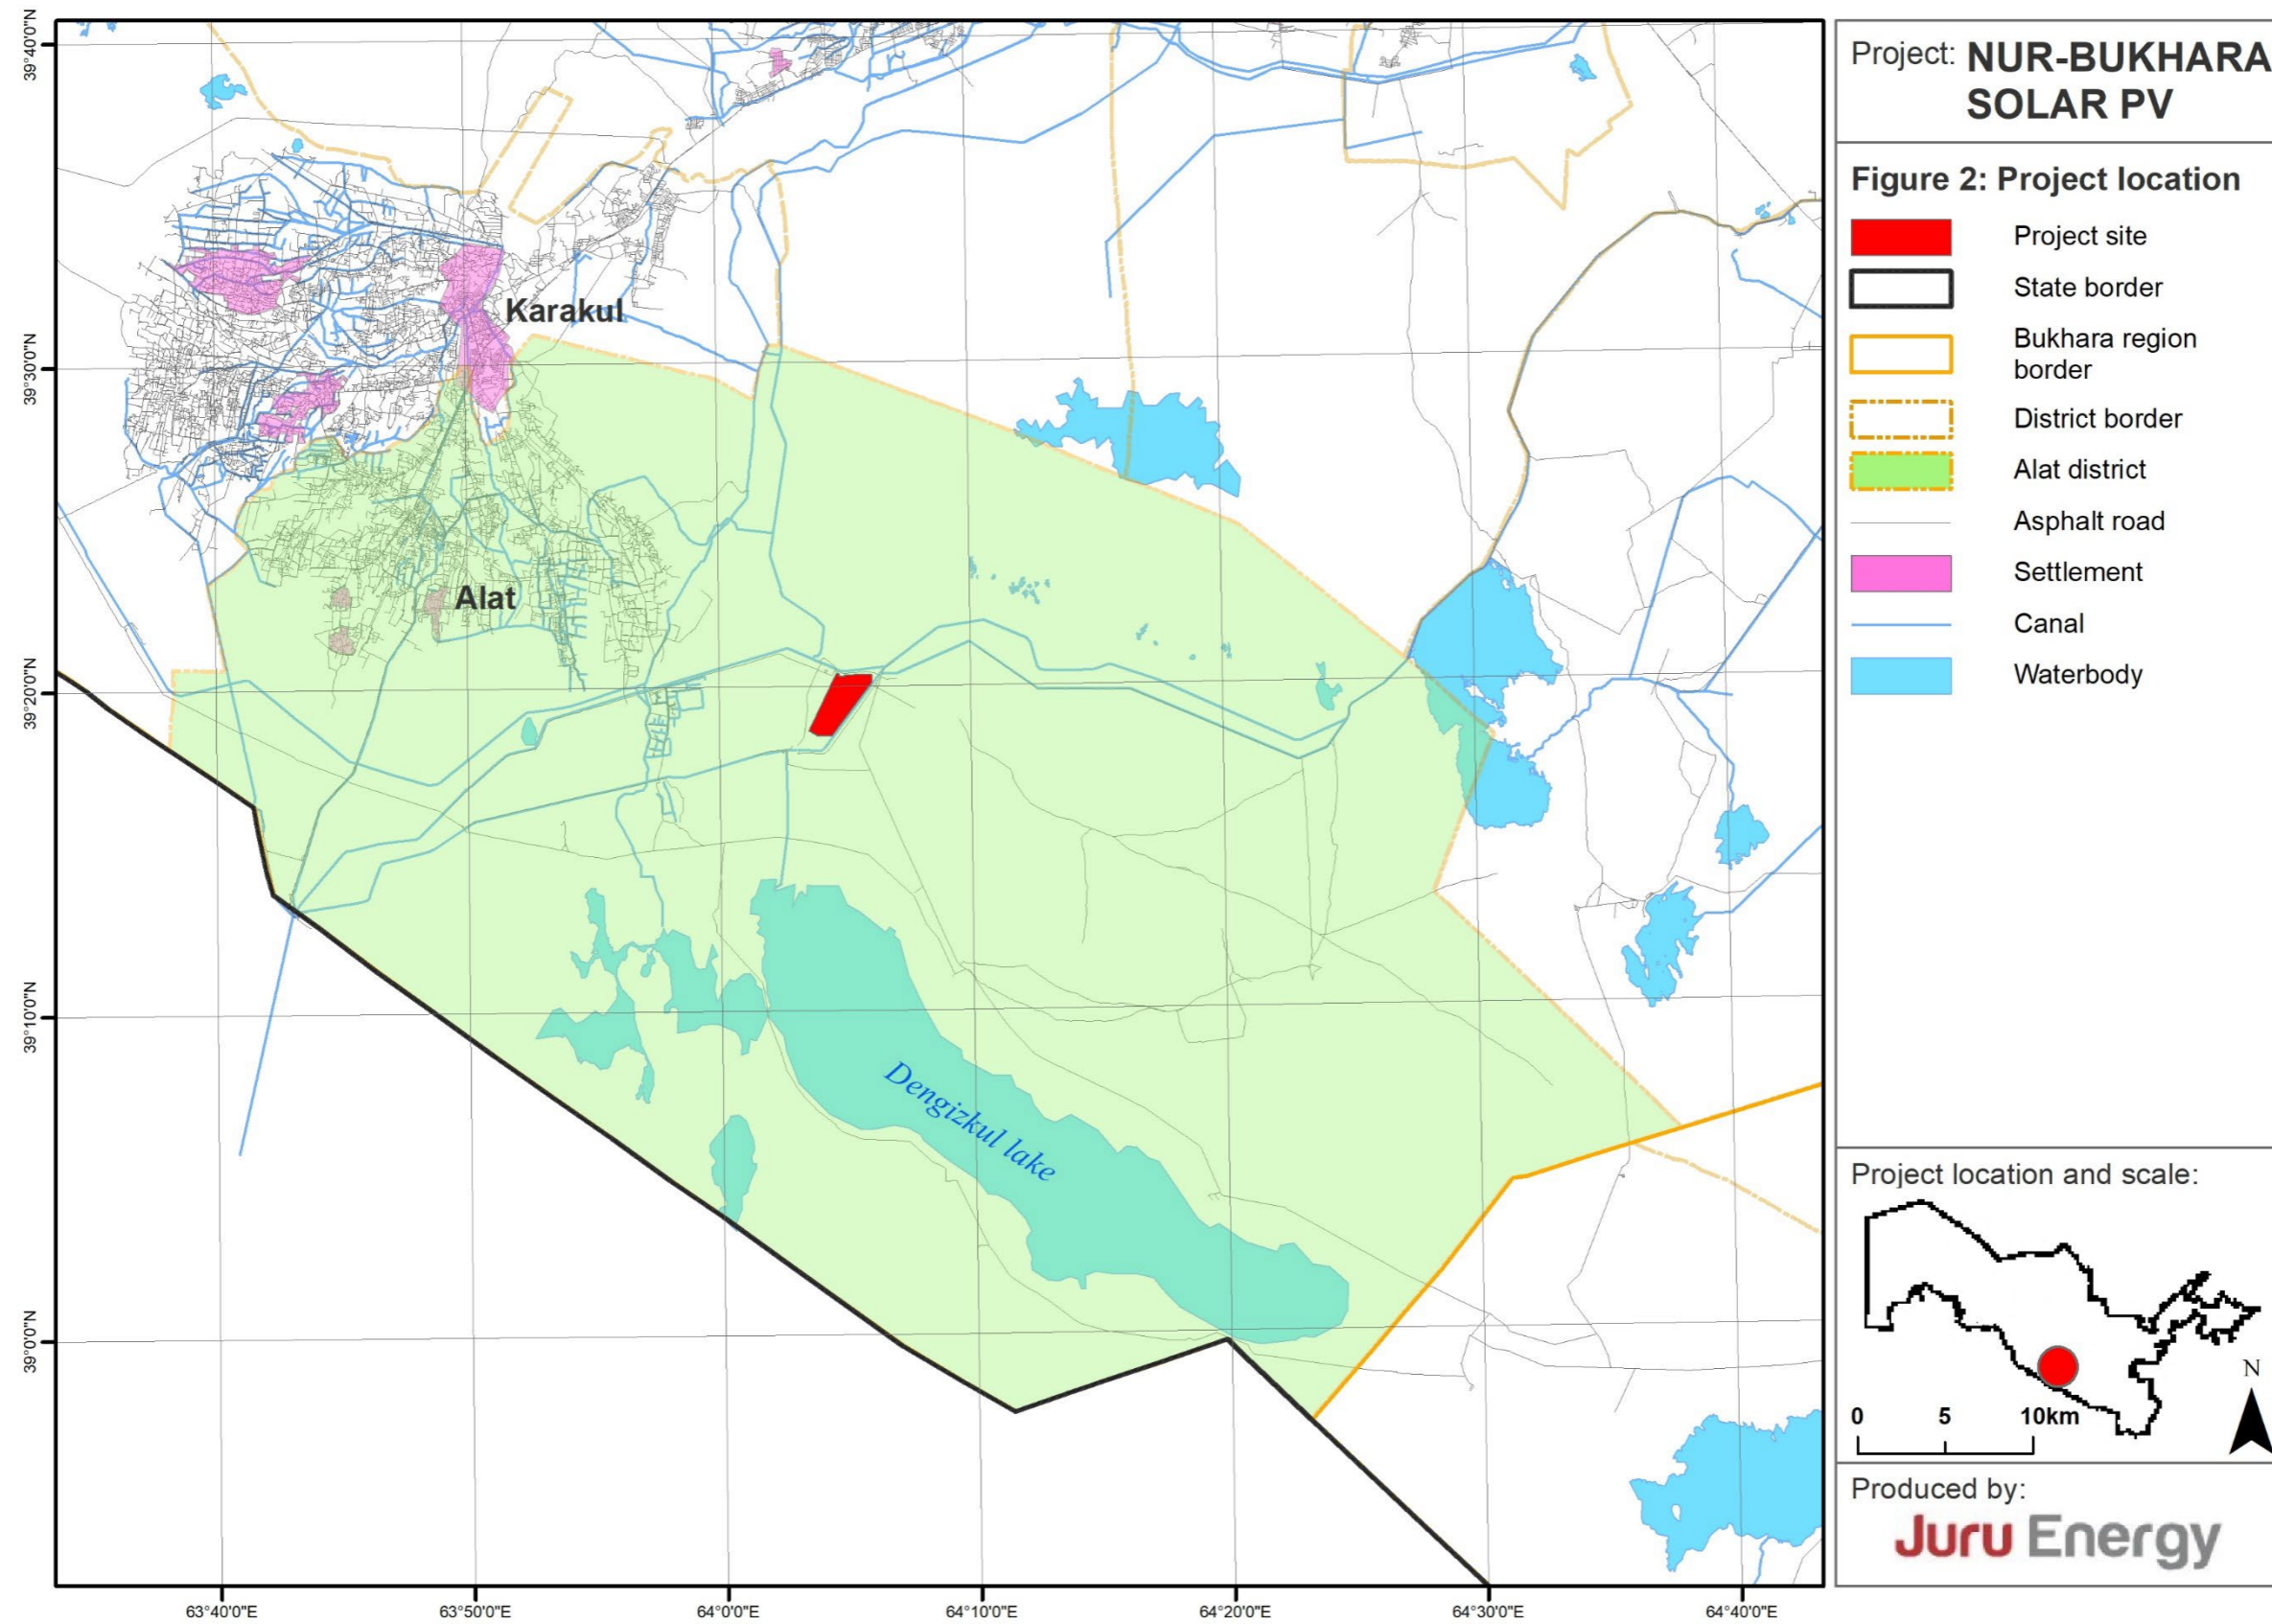 Project: NUR-BUKHARA
SOLAR PV
Figure 2: Project location
Project site
State border
Bukhara region
border
District border
Alat district
Asphalt road
Settlement
Canal
Waterbody
Project location and scale:
N
0 5 10km
Produced by:
Juru Energy
Karakul
Alat
Dengizkul lake
39°40'0"N
39°30'0"N
39°20'0"N
39°10'0"N
39°0'0"N
63°40'0"E 63°50'0"E 64°00'0"E 64°10'0"E 64°20'0"E 64°30'0"E 64°40'0"E